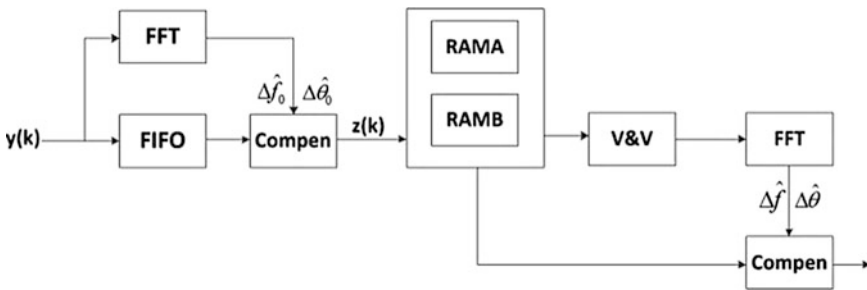 FFT
RAMA
Δf̂₀ Δθ̂₀
RAMB
y(k)
FIFO
Compen
z(k)
V&V
FFT
Δf̂ Δθ̂
Compen